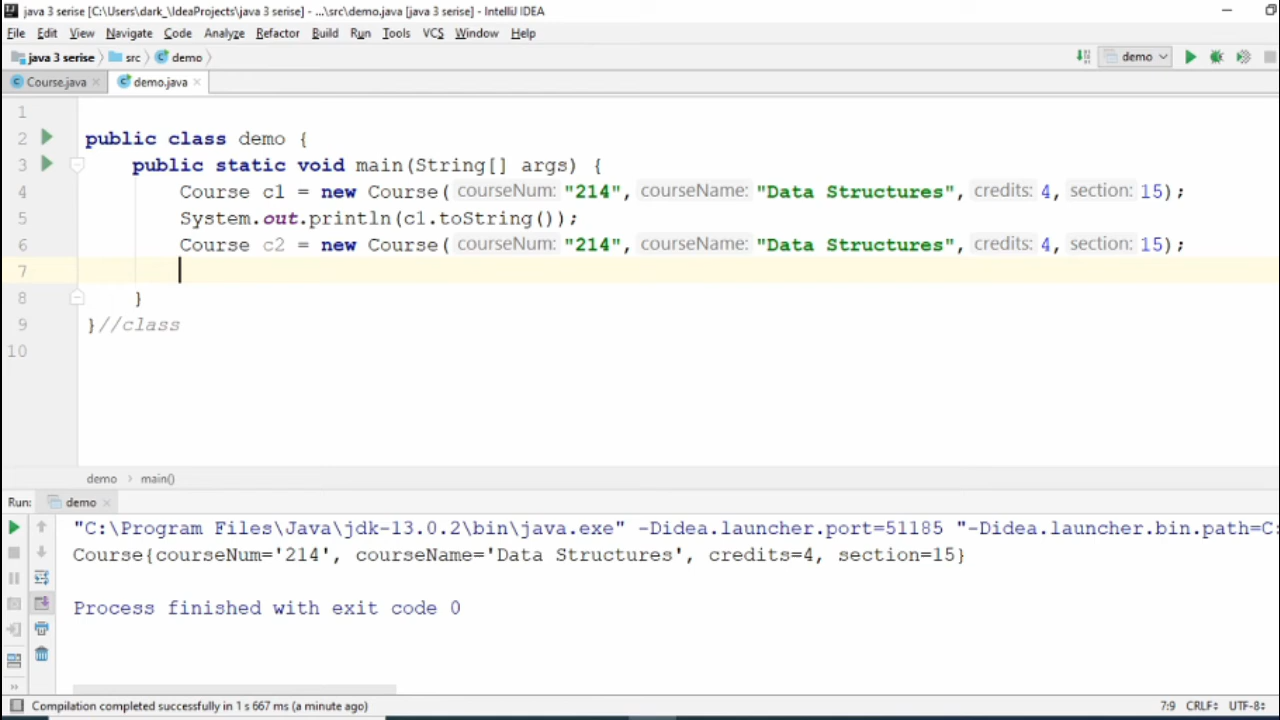 java 3 serise [C:\Users\dark_\IdeaProjects\java 3 serise] - ...\src\demo.java [java 3 serise] - IntelliJ IDEA
File Edit View Navigate Code Analyze Refactor Build Run Tools VCS Window Help
java 3 serise src demo demo
Course.java demo.java
1
2 public class demo {
3 public static void main(String[] args) {
4 Course c1 = new Course( courseNum: "214", courseName: "Data Structures", credits: 4, section: 15);
5 System.out.println(c1.toString());
6 Course c2 = new Course( courseNum: "214", courseName: "Data Structures", credits: 4, section: 15);
7
8 }
9 }//class
10
demo main()
Run: demo
"C:\Program Files\Java\jdk-13.0.2\bin\java.exe" -Didea.launcher.port=51185 "-Didea.launcher.bin.path=C:
Course{courseNum='214', courseName='Data Structures', credits=4, section=15}
Process finished with exit code 0
Compilation completed successfully in 1 s 667 ms (a minute ago) 7:9 CRLF UTF-8